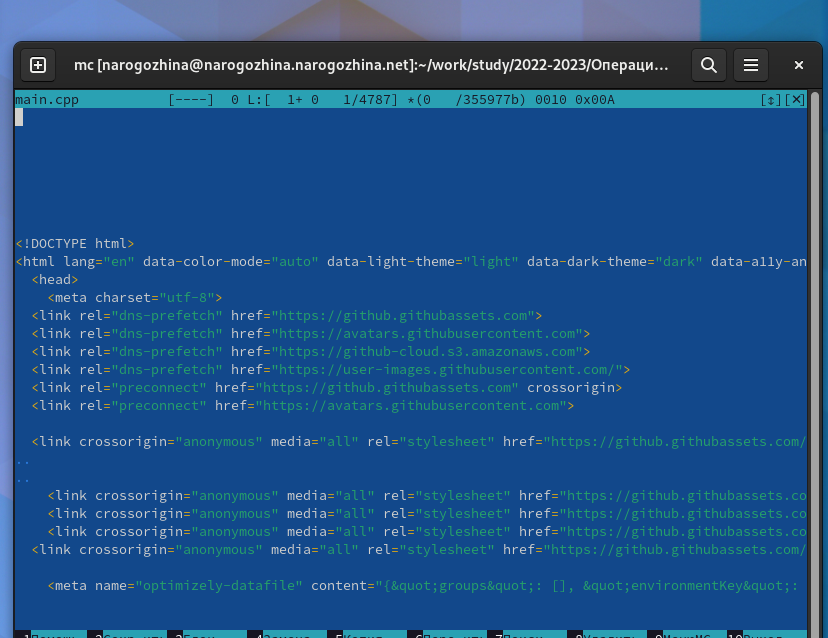 mc [narogozhina@narogozhina.narogozhina.net]:~/work/study/2022-2023/Операци…
main.cpp [----] 0 L:[ 1+ 0 1/4787] *(0 /355977b) 0010 0x00A [↕][X]
<!DOCTYPE html>
<html lang="en" data-color-mode="auto" data-light-theme="light" data-dark-theme="dark" data-a11y-an
<head>
<meta charset="utf-8">
<link rel="dns-prefetch" href="https://github.githubassets.com">
<link rel="dns-prefetch" href="https://avatars.githubusercontent.com">
<link rel="dns-prefetch" href="https://github-cloud.s3.amazonaws.com">
<link rel="dns-prefetch" href="https://user-images.githubusercontent.com/">
<link rel="preconnect" href="https://github.githubassets.com" crossorigin>
<link rel="preconnect" href="https://avatars.githubusercontent.com">
<link crossorigin="anonymous" media="all" rel="stylesheet" href="https://github.githubassets.com/
..
..
<link crossorigin="anonymous" media="all" rel="stylesheet" href="https://github.githubassets.co
<link crossorigin="anonymous" media="all" rel="stylesheet" href="https://github.githubassets.co
<link crossorigin="anonymous" media="all" rel="stylesheet" href="https://github.githubassets.co
<link crossorigin="anonymous" media="all" rel="stylesheet" href="https://github.githubassets.com/
<meta name="optimizely-datafile" content="{&quot;groups&quot;: [], &quot;environmentKey&quot;: